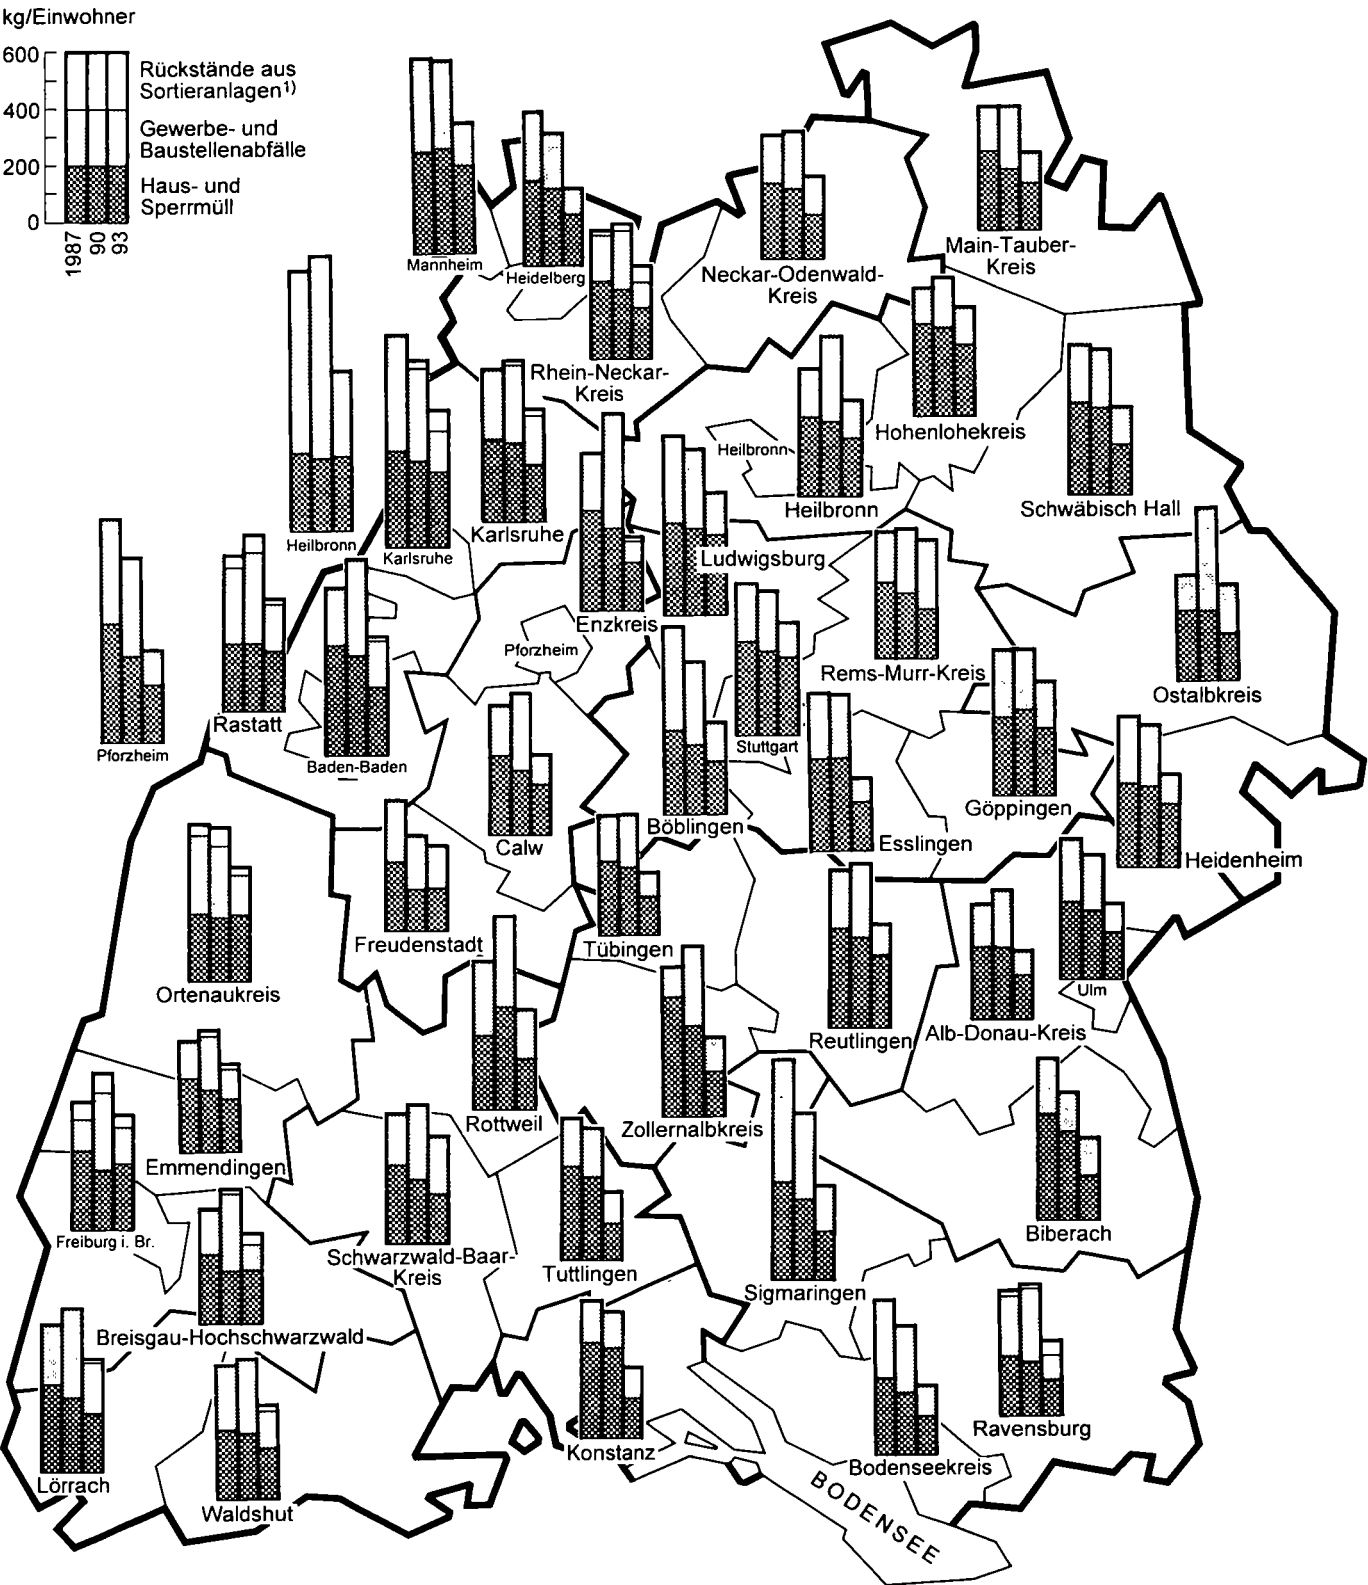 kg/Einwohner
600
400
200
0
Rückstände aus
Sortieranlagen¹⁾
Gewerbe- und
Baustellenabfälle
Haus- und
Sperrmüll
1987
90
93
Mannheim
Heidelberg
Rhein-Neckar-
Kreis
Neckar-Odenwald-
Kreis
Main-Tauber-
Kreis
Heilbronn
Karlsruhe
Karlsruhe
Heilbronn
Heilbronn
Hohenlohekreis
Schwäbisch Hall
Enzkreis
Ludwigsburg
Pforzheim
Pforzheim
Rastatt
Baden-Baden
Calw
Stuttgart
Rems-Murr-Kreis
Ostalbkreis
Böblingen
Esslingen
Göppingen
Heidenheim
Freudenstadt
Tübingen
Ortenaukreis
Reutlingen
Alb-Donau-Kreis
Ulm
Rottweil
Zollernalbkreis
Emmendingen
Freiburg i. Br.
Schwarzwald-Baar-
Kreis
Tuttlingen
Sigmaringen
Biberach
Breisgau-Hochschwarzwald
Lörrach
Waldshut
Konstanz
Bodenseekreis
Ravensburg
BODENSEE